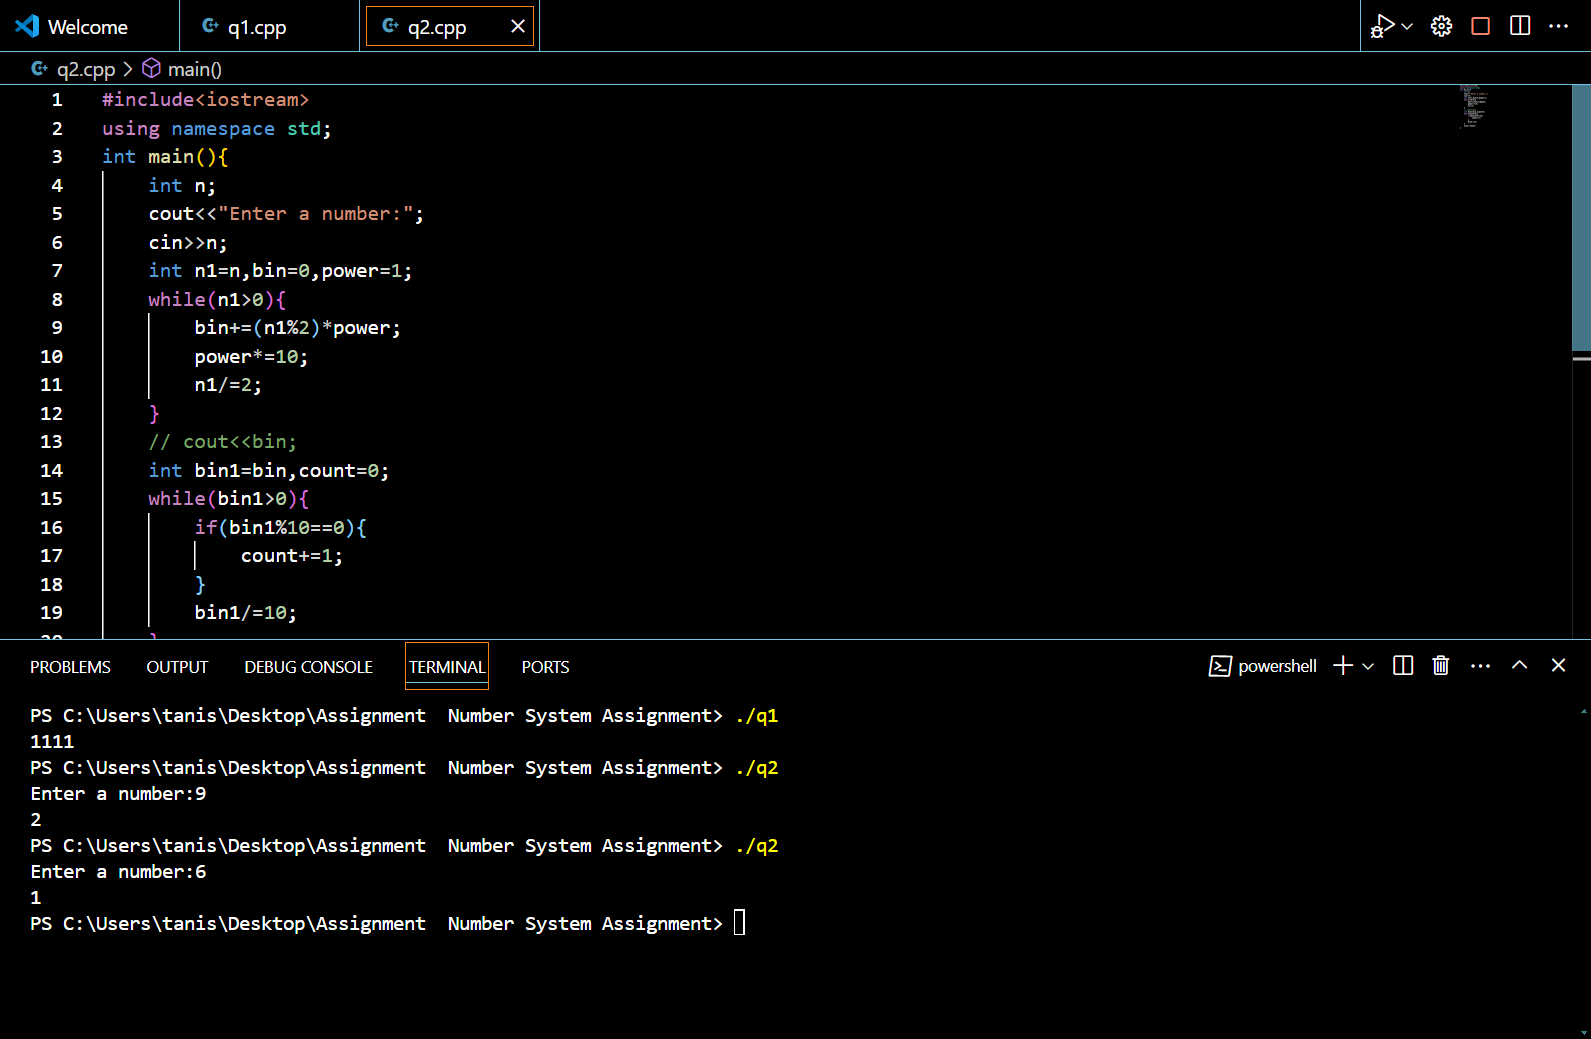 Welcome q1.cpp q2.cpp
q2.cpp > main()
1 #include<iostream>
2 using namespace std;
3 int main(){
4 int n;
5 cout<<"Enter a number:";
6 cin>>n;
7 int n1=n,bin=0,power=1;
8 while(n1>0){
9 bin+=(n1%2)*power;
10 power*=10;
11 n1/=2;
12 }
13 // cout<<bin;
14 int bin1=bin,count=0;
15 while(bin1>0){
16 if(bin1%10==0){
17 count+=1;
18 }
19 bin1/=10;
20 }
PROBLEMS OUTPUT DEBUG CONSOLE TERMINAL PORTS powershell
PS C:\Users\tanis\Desktop\Assignment  Number System Assignment> ./q1
1111
PS C:\Users\tanis\Desktop\Assignment  Number System Assignment> ./q2
Enter a number:9
2
PS C:\Users\tanis\Desktop\Assignment  Number System Assignment> ./q2
Enter a number:6
1
PS C:\Users\tanis\Desktop\Assignment  Number System Assignment>